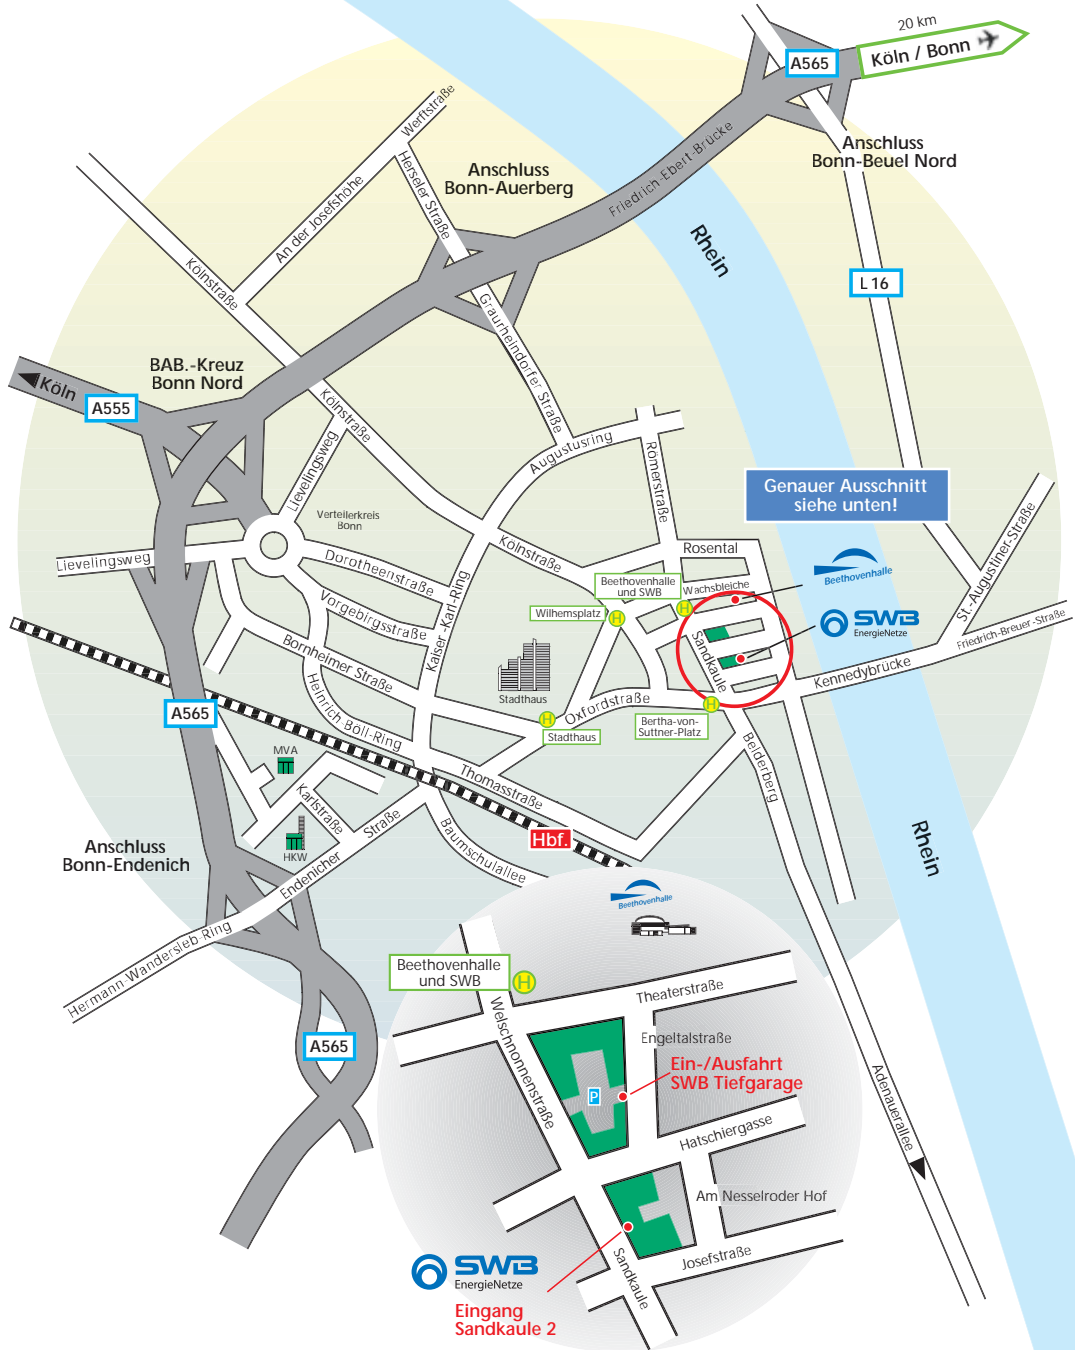 20 km
Köln / Bonn
A565
Werftstraße
Friedrich-Ebert-Brücke
Anschluss
Bonn-Beuel Nord
Anschluss
Bonn-Auerberg
Herseler Straße
An der Josefshöhe
Rhein
Kölnstraße
L 16
Graurheindorfer Straße
BAB.-Kreuz
Bonn Nord
Köln
A555
Kölnstraße
Lievelingsweg
Augustusring
Römerstraße
Genauer Ausschnitt
siehe unten!
Verteilerkreis
Bonn
St.-Augustiner-Straße
Kölnstraße
Rosental
Lievelingsweg
Dorotheenstraße
Beethovenhalle
Beethovenhalle
und SWB
Wachsbleiche
H
Vorgebirgsstraße
Kaiser-Karl-Ring
Wilhemsplatz
H
SWB
EnergieNetze
Friedrich-Breuer-Straße
Bornheimer Straße
Sandkaule
Kennedybrücke
Stadthaus
Heinrich-Böll-Ring
Oxfordstraße
H
A565
H
Stadthaus
Bertha-von-
Suttner-Platz
Belderberg
MVA
Thomasstraße
Karlstraße
Endenicher Straße
Hbf.
Baumschulallee
HKW
Anschluss
Bonn-Endenich
Rhein
Hermann-Wandersleb-Ring
Beethovenhalle
Beethovenhalle
und SWB
H
Theaterstraße
Welschnonnenstraße
Engeltalstraße
A565
Ein-/Ausfahrt
SWB Tiefgarage
P
Adenauerallee
Hatschiergasse
Am Nesselroder Hof
Josefstraße
Sandkaule
SWB
EnergieNetze
Eingang
Sandkaule 2